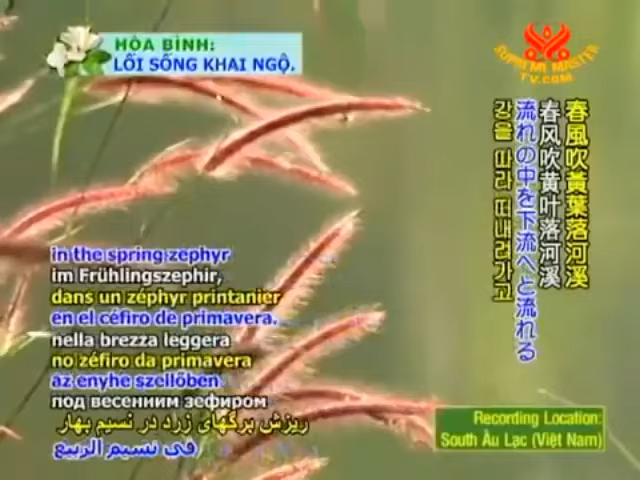 HÒA BÌNH:
LỐI SỐNG KHAI NGỘ.
SUPREME MASTER
TV.COM
春風吹黃葉落河溪
春风吹黄叶落河溪
流れの中を下流へと流れる
강을 따라 떠내려가고
in the spring zephyr
im Frühlingszephir,
dans un zéphyr printanier
en el céfiro de primavera.
nella brezza leggera
no zéfiro da primavera
az enyhe szellőben.
под весенним зефиром
ریزش برگهای زرد در نسیم بهار
في نسيم الربيع
Recording Location:
South Âu Lạc (Việt Nam)